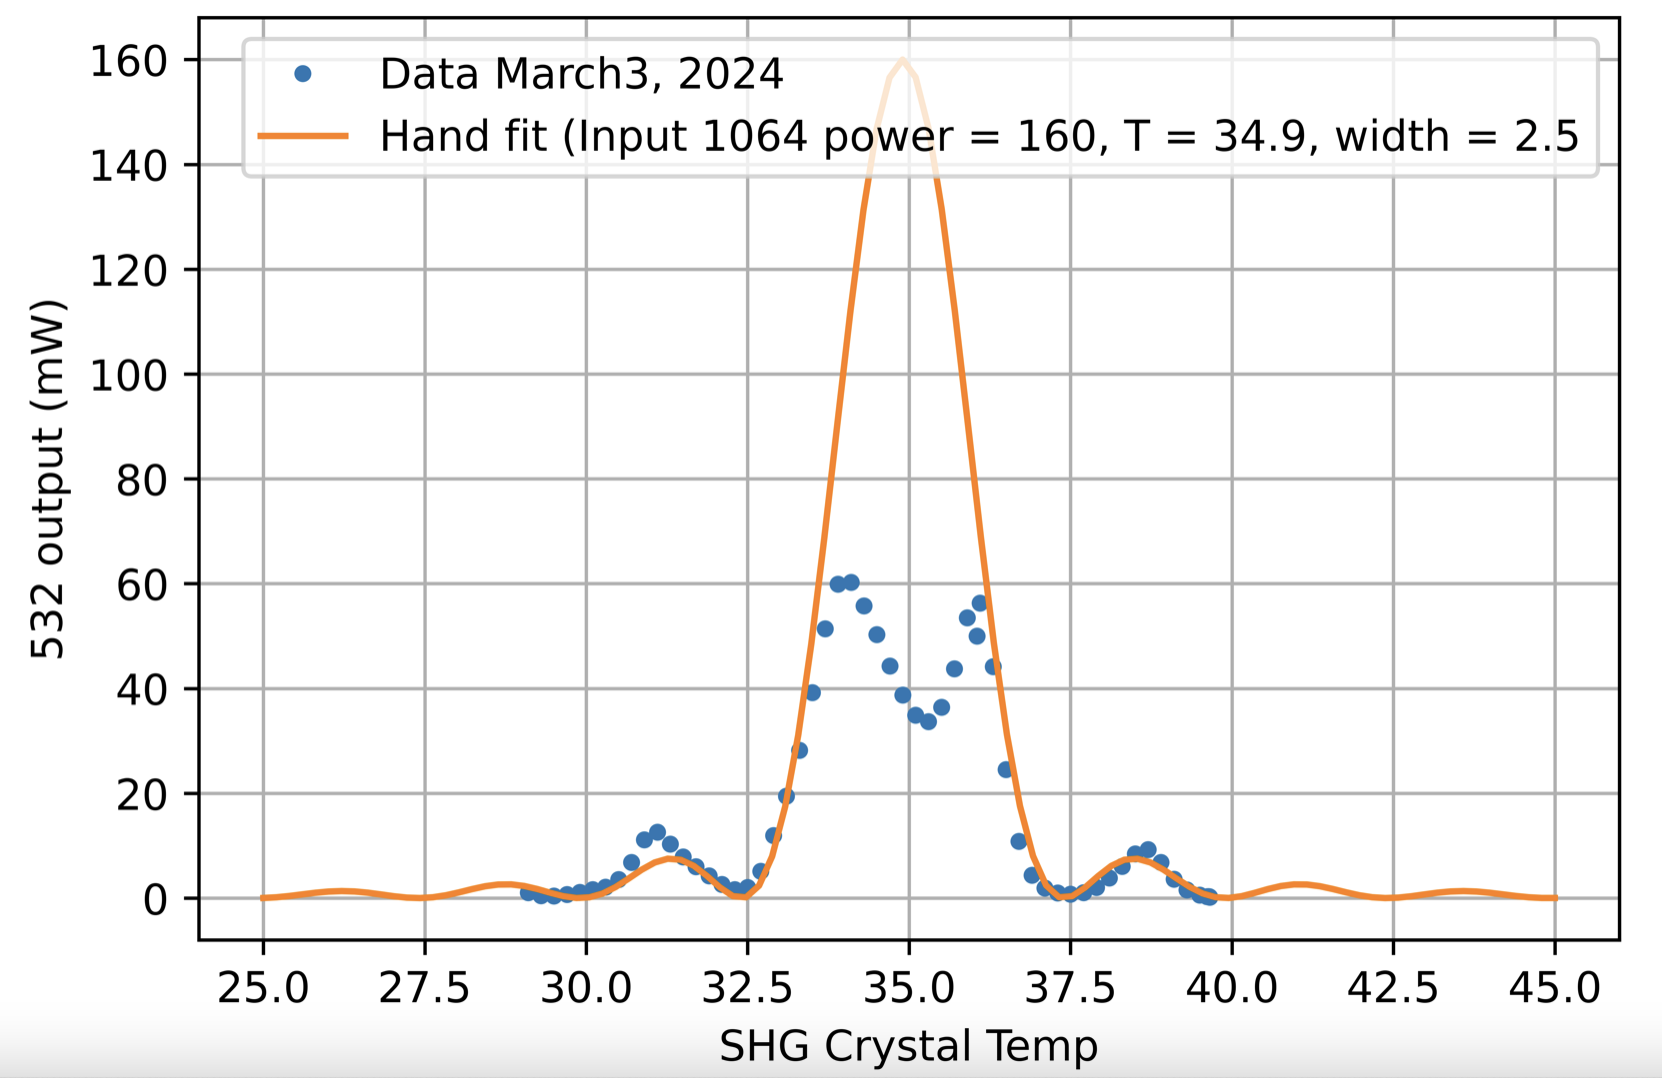 Data March3, 2024
Hand fit (Input 1064 power = 160, T = 34.9, width = 2.5
532 output (mW)
160
140
120
100
80
60
40
20
0
25.0 27.5 30.0 32.5 35.0 37.5 40.0 42.5 45.0
SHG Crystal Temp